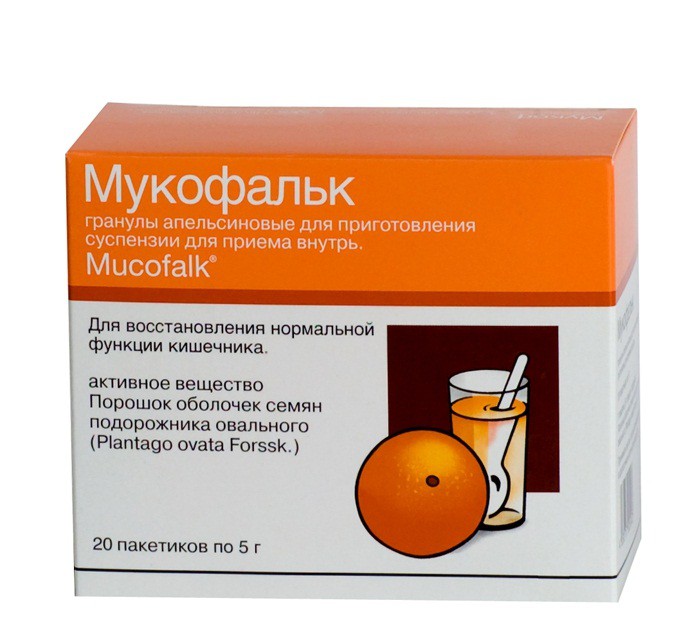 Мукофальк
гранулы апельсиновые для приготовления
суспензии для приема внутрь.
Mucofalk®
Для восстановления нормальной
функции кишечника.
активное вещество
Порошок оболочек семян
подорожника овального
(Plantago ovata Forssk.)
20 пакетиков по 5 г